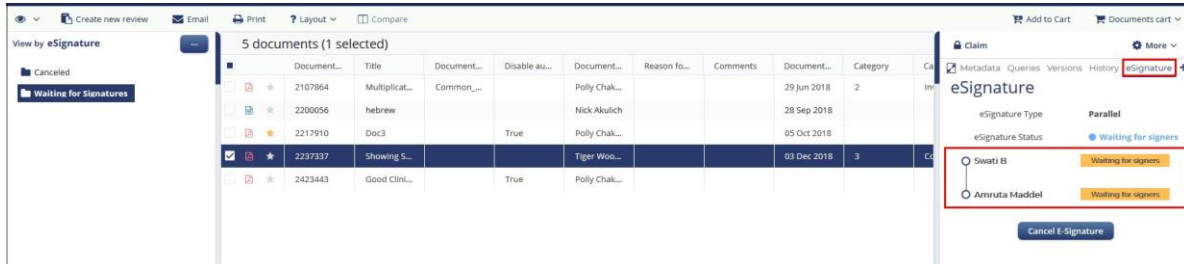 Create new review Email Print ? Layout Compare Add to Cart Documents cart
View by eSignature ... 5 documents (1 selected) Claim More
Document... Title Document... Disable au... Document... Reason fo... Comments Document... Category Ca
Metadata Queries Versions History eSignature +
Canceled
Waiting for Signatures
2107864 Multiplicat... Common_... Polly Chak... 29 Jun 2018 2 Inv
2200056 hebrew Nick Akulich 28 Sep 2018
2217910 Doc3 True Polly Chak... 05 Oct 2018
2237337 Showing S... Tiger Woo... 03 Dec 2018 3 Co
2423443 Good Clini... True Polly Chak...
eSignature
eSignature Type Parallel
eSignature Status Waiting for signers
Swati B Waiting for signers
Amruta Maddel Waiting for signers
Cancel E-Signature